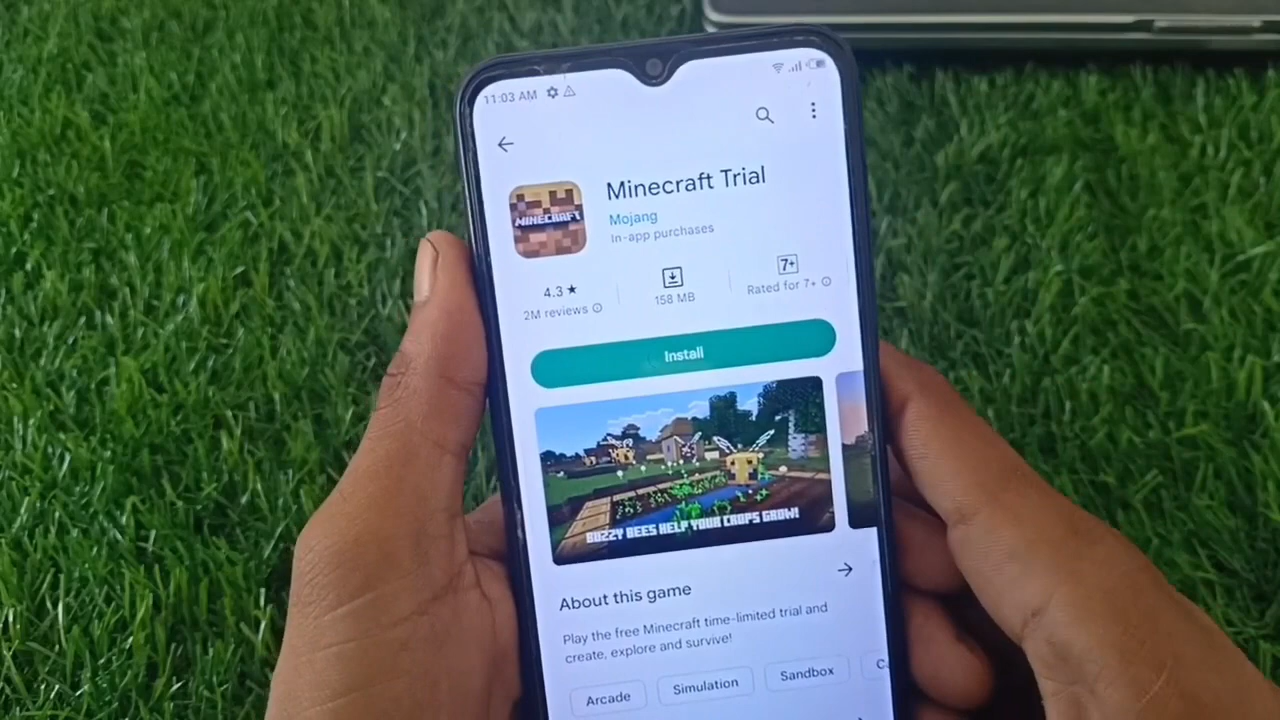 11:03 AM
Minecraft Trial
MINECRAFT
Mojang
In-app purchases
4.3 ★
2M reviews
158 MB
7+
Rated for 7+
Install
BUZZY BEES HELP YOUR CROPS GROW!
About this game
Play the free Minecraft time-limited trial and
create, explore and survive!
Arcade
Simulation
Sandbox